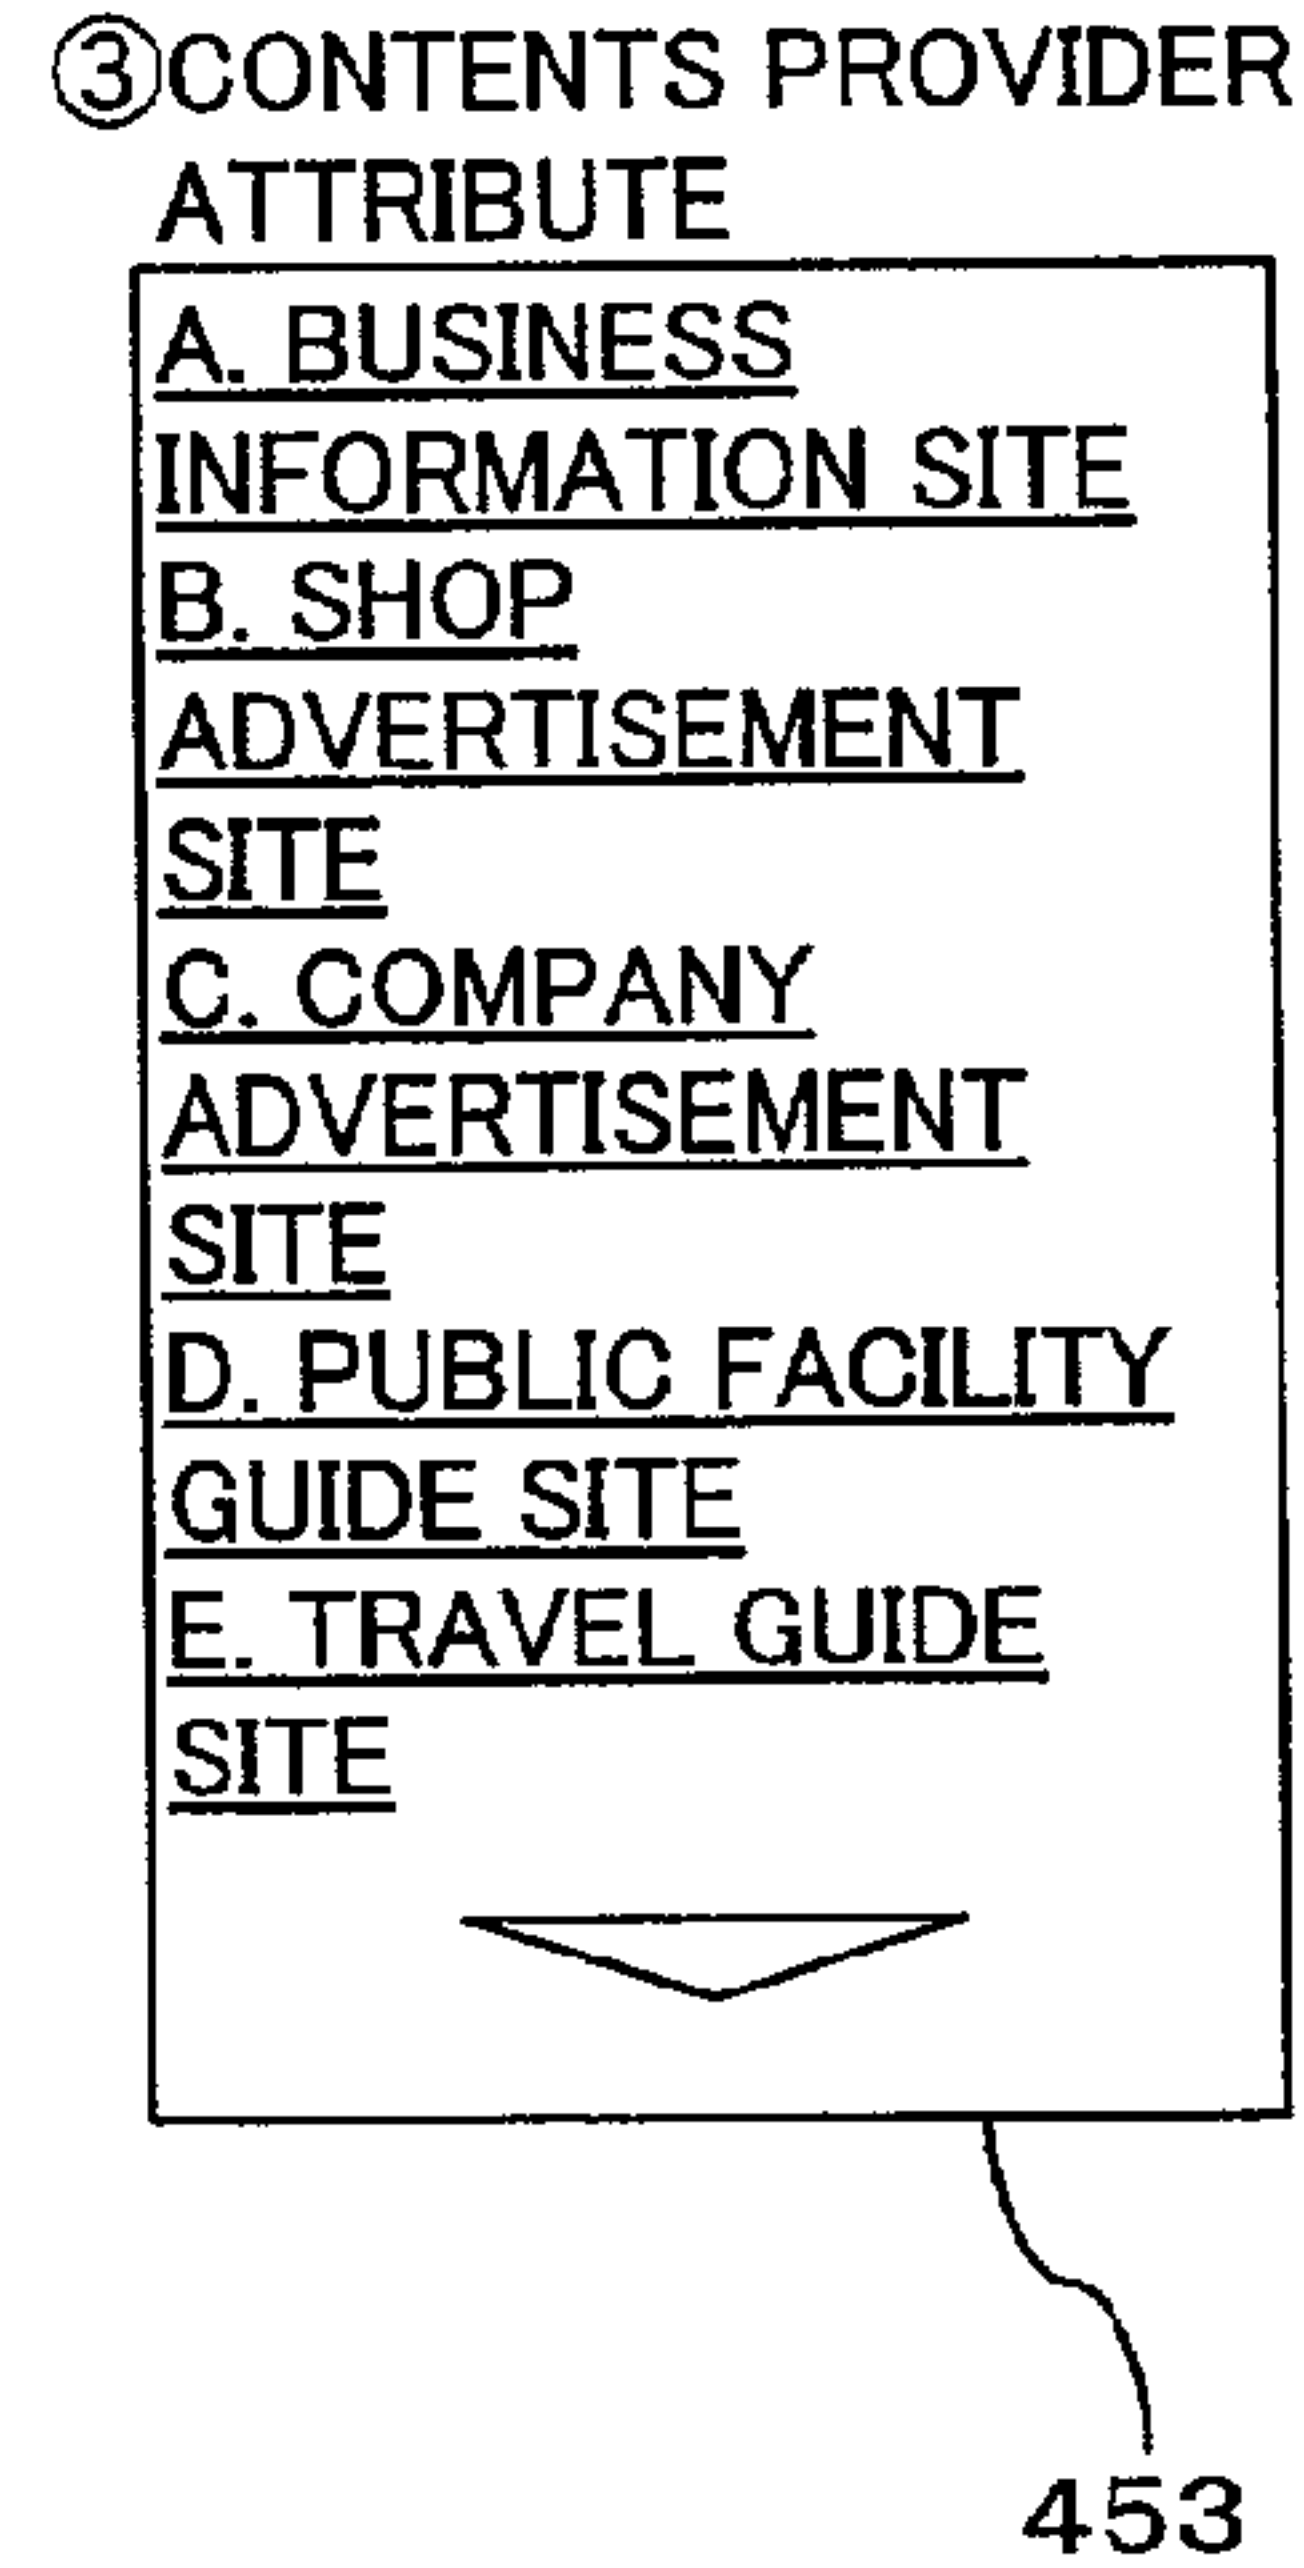 ③CONTENTS PROVIDER
ATTRIBUTE
A. BUSINESS
INFORMATION SITE
B. SHOP
ADVERTISEMENT
SITE
C. COMPANY
ADVERTISEMENT
SITE
D. PUBLIC FACILITY
GUIDE SITE
E. TRAVEL GUIDE
SITE
453